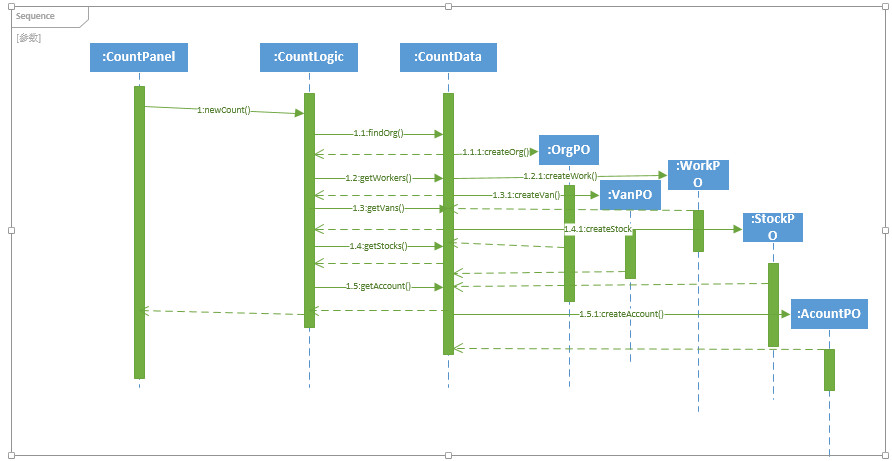 Sequence
[参数]
:CountPanel
:CountLogic
:CountData
1:newCount()
1.1:findOrg()
1.1.1:createOrg()
:OrgPO
1.2:getWorkers()
1.2.1:createWork()
:WorkP
O
1.3.1:createVan()
:VanPO
1.3:getVans()
1.4.1:createStock
:StockP
O
1.4:getStocks()
1.5:getAccount()
1.5.1:createAccount()
:AcountPO